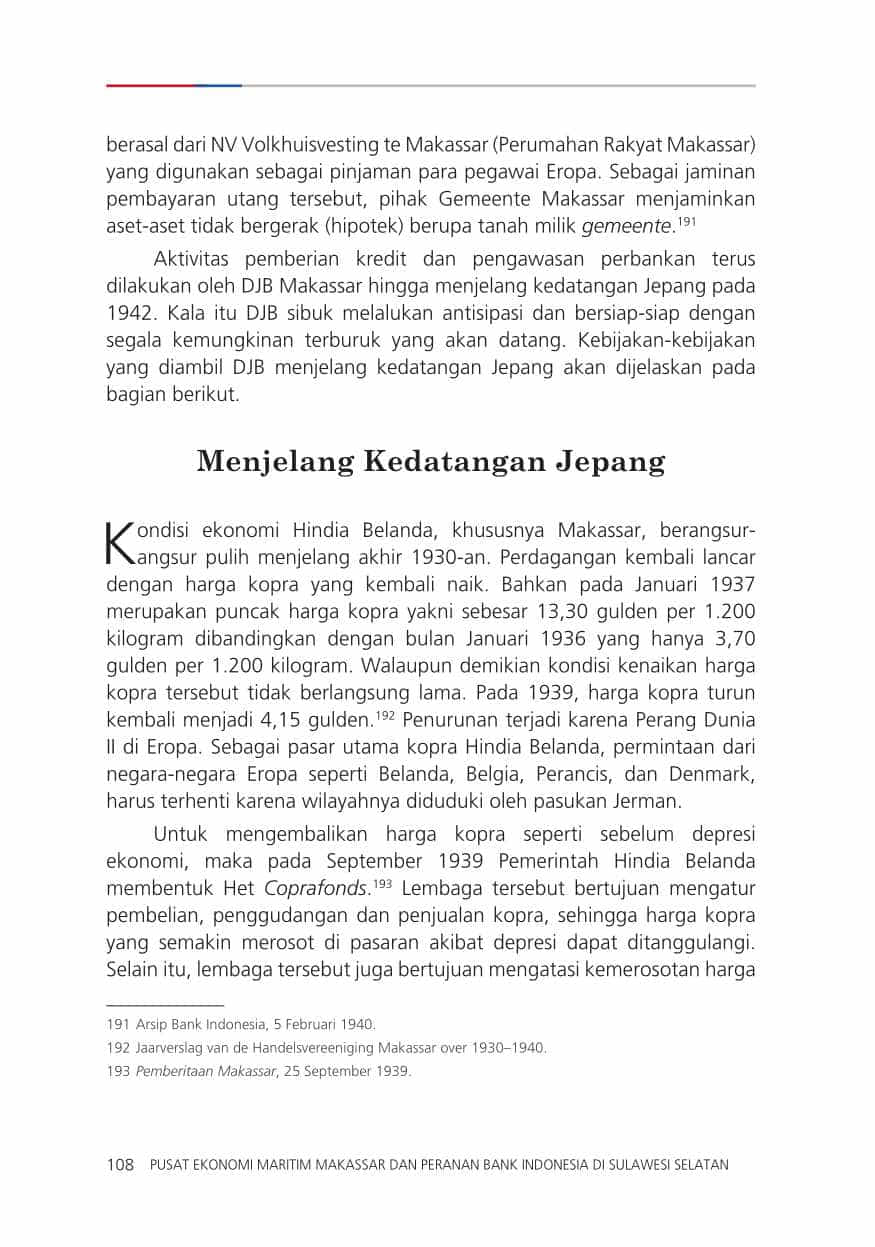 berasal dari NV Volkhuisvesting te Makassar (Perumahan Rakyat Makassar)
yang digunakan sebagai pinjaman para pegawai Eropa. Sebagai jaminan
pembayaran utang tersebut, pihak Gemeente Makassar menjaminkan
aset-aset tidak bergerak (hipotek) berupa tanah milik gemeente.191
Aktivitas pemberian kredit dan pengawasan perbankan terus
dilakukan oleh DJB Makassar hingga menjelang kedatangan Jepang pada
1942. Kala itu DJB sibuk melalukan antisipasi dan bersiap-siap dengan
segala kemungkinan terburuk yang akan datang. Kebijakan-kebijakan
yang diambil DJB menjelang kedatangan Jepang akan dijelaskan pada
bagian berikut.
Menjelang Kedatangan Jepang
Kondisi ekonomi Hindia Belanda, khususnya Makassar, berangsur-
angsur pulih menjelang akhir 1930-an. Perdagangan kembali lancar
dengan harga kopra yang kembali naik. Bahkan pada Januari 1937
merupakan puncak harga kopra yakni sebesar 13,30 gulden per 1.200
kilogram dibandingkan dengan bulan Januari 1936 yang hanya 3,70
gulden per 1.200 kilogram. Walaupun demikian kondisi kenaikan harga
kopra tersebut tidak berlangsung lama. Pada 1939, harga kopra turun
kembali menjadi 4,15 gulden.192 Penurunan terjadi karena Perang Dunia
II di Eropa. Sebagai pasar utama kopra Hindia Belanda, permintaan dari
negara-negara Eropa seperti Belanda, Belgia, Perancis, dan Denmark,
harus terhenti karena wilayahnya diduduki oleh pasukan Jerman.
Untuk mengembalikan harga kopra seperti sebelum depresi
ekonomi, maka pada September 1939 Pemerintah Hindia Belanda
membentuk Het Coprafonds.193 Lembaga tersebut bertujuan mengatur
pembelian, penggudangan dan penjualan kopra, sehingga harga kopra
yang semakin merosot di pasaran akibat depresi dapat ditanggulangi.
Selain itu, lembaga tersebut juga bertujuan mengatasi kemerosotan harga
191 Arsip Bank Indonesia, 5 Februari 1940.
192 Jaarverslag van de Handelsvereeniging Makassar over 1930–1940.
193 Pemberitaan Makassar, 25 September 1939.
108 PUSAT EKONOMI MARITIM MAKASSAR DAN PERANAN BANK INDONESIA DI SULAWESI SELATAN